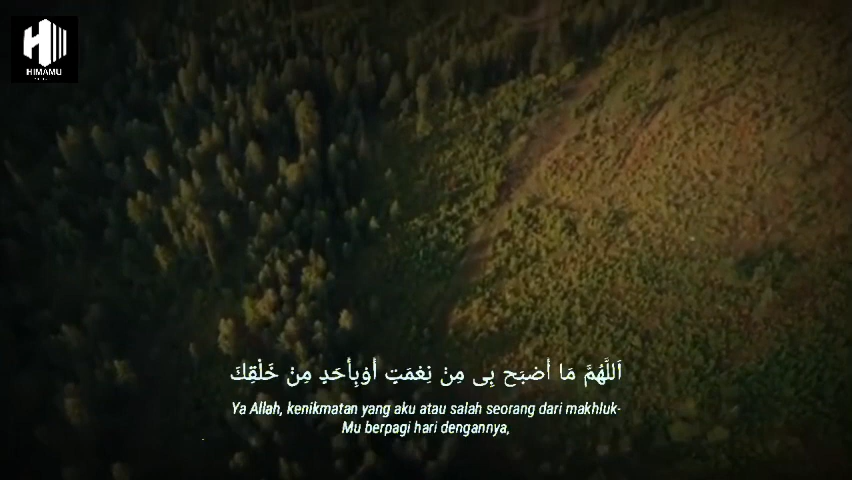 HIMAMU
اَللَّهُمَّ مَا أَصْبَح بِى مِنْ نِعْمَتٍ أَوْبِأَحَدٍ مِنْ خَلْقِكَ
Ya Allah, kenikmatan yang aku atau salah seorang dari makhluk-
Mu berpagi hari dengannya,